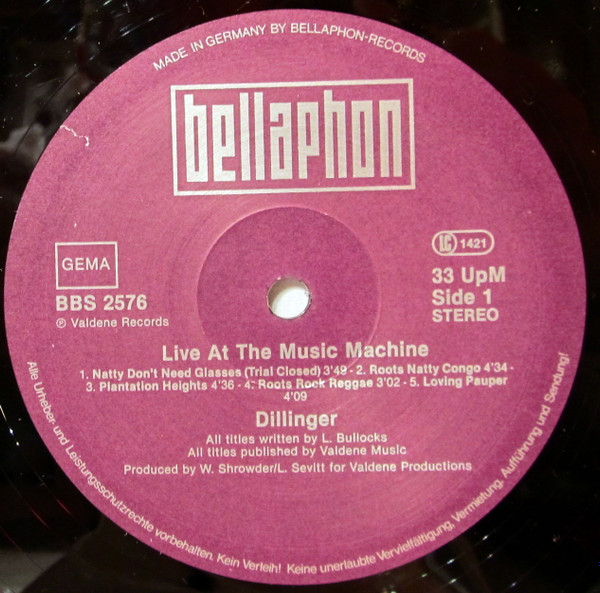 MADE IN GERMANY BY BELLAPHON-RECORDS
bellaphon
GEMA
BBS 2576
℗ Valdene Records
LC 1421
33 UpM
Side 1
STEREO
Live At The Music Machine
1. Natty Don't Need Glasses (Trial Closed) 3'49 - 2. Roots Natty Congo 4'34 -
3. Plantation Heights 4'36 - 4. Roots Rock Reggae 3'02 - 5. Loving Pauper
4'09
Dillinger
All titles written by L. Bullocks
All titles published by Valdene Music
Produced by W. Shrowder/L. Sevitt for Valdene Productions
Alle Urheber- und Leistungsschutzrechte vorbehalten. Kein Verleih! Keine unerlaubte Vervielfältigung, Vermietung, Aufführung und Sendung!